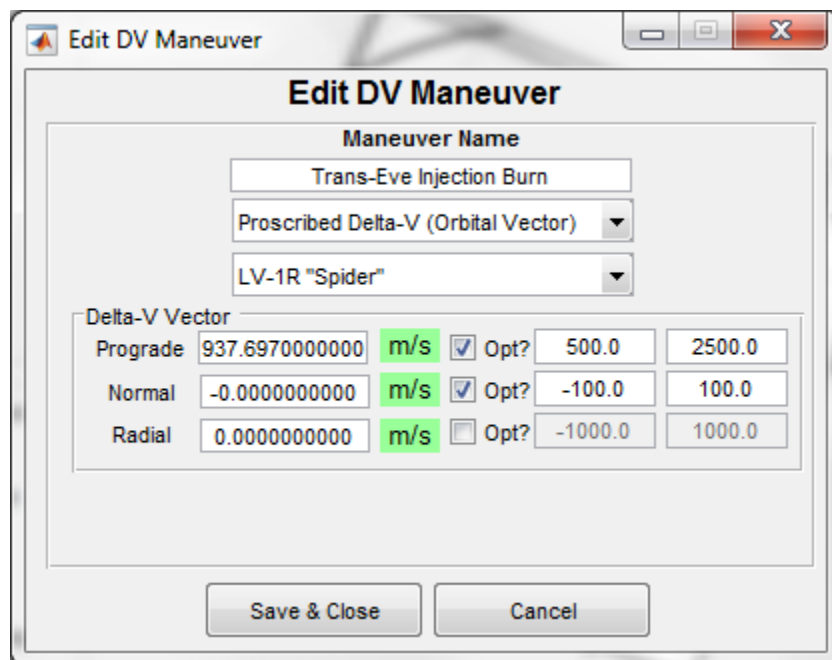 Edit DV Maneuver
Edit DV Maneuver
Maneuver Name
Trans-Eve Injection Burn
Proscribed Delta-V (Orbital Vector)
LV-1R "Spider"
Delta-V Vector
Prograde 937.6970000000 m/s Opt? 500.0 2500.0
Normal -0.0000000000 m/s Opt? -100.0 100.0
Radial 0.0000000000 m/s Opt? -1000.0 1000.0
Save & Close Cancel